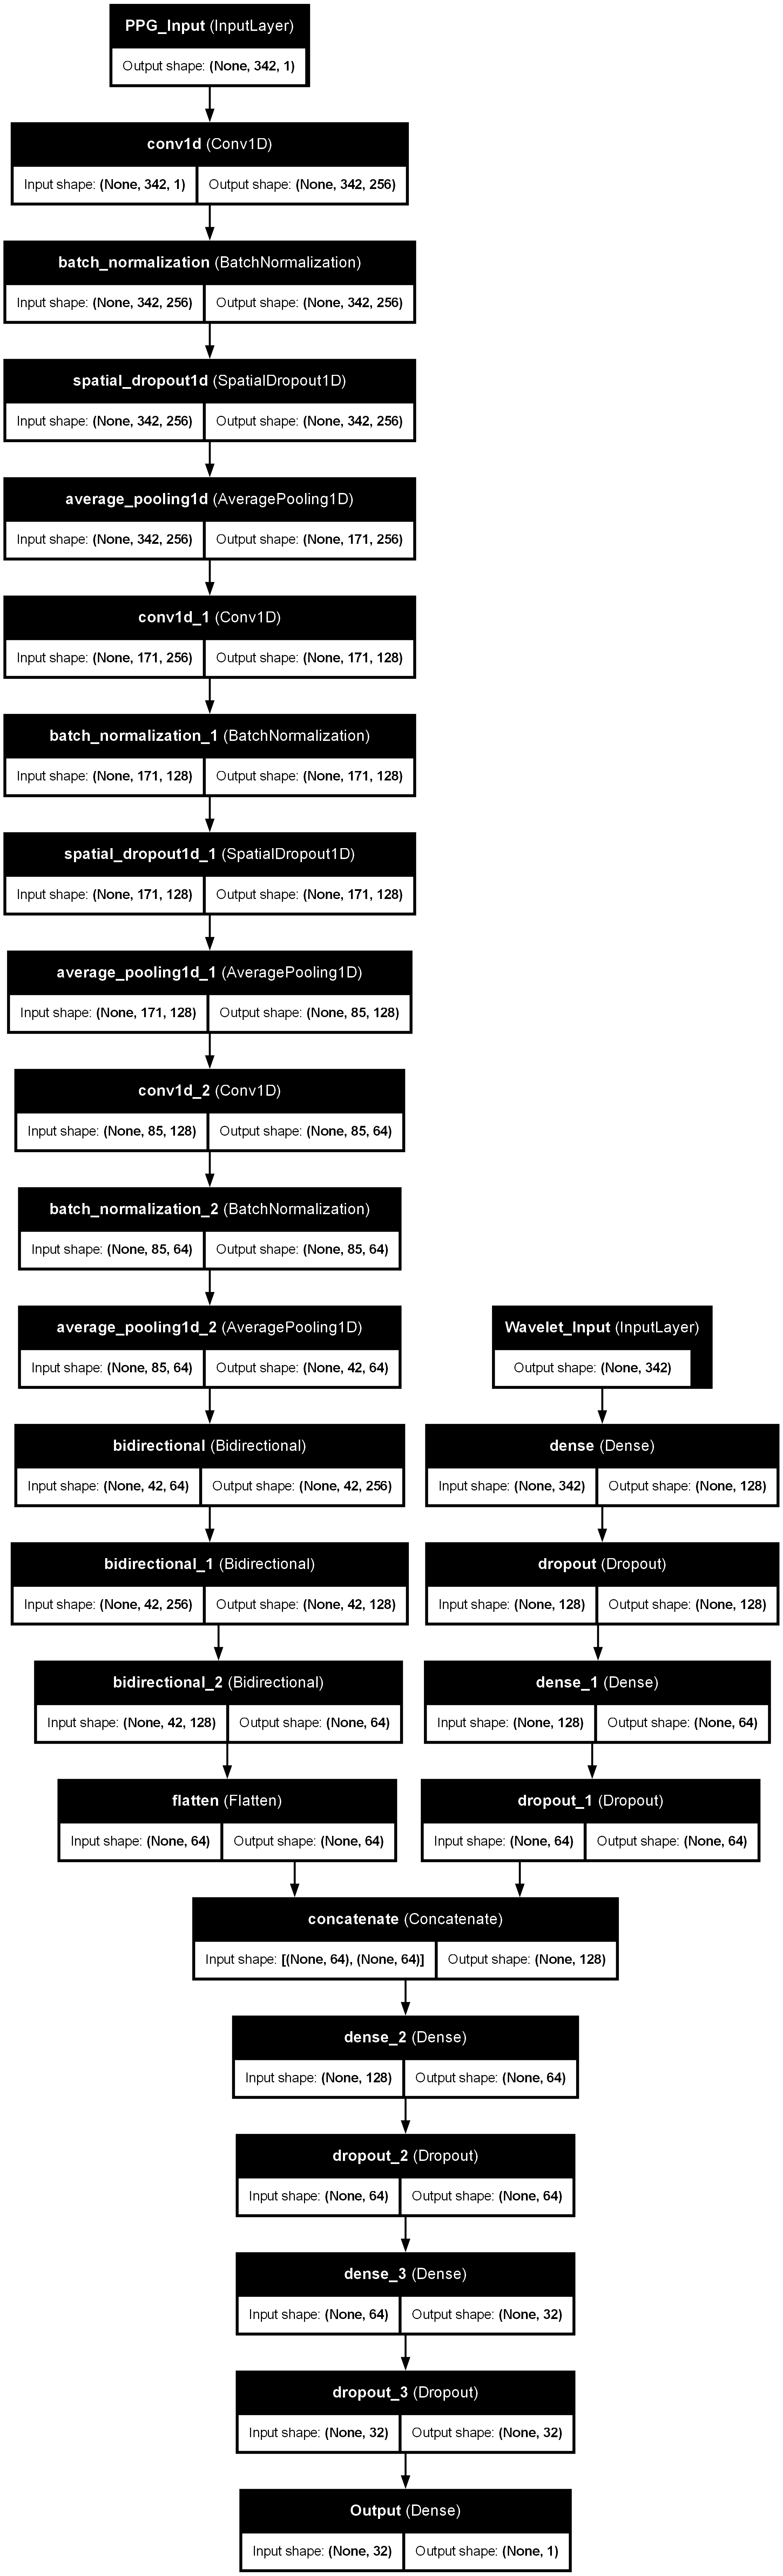 PPG_Input (InputLayer)
Output shape: (None, 342, 1)
conv1d (Conv1D)
Input shape: (None, 342, 1) Output shape: (None, 342, 256)
batch_normalization (BatchNormalization)
Input shape: (None, 342, 256) Output shape: (None, 342, 256)
spatial_dropout1d (SpatialDropout1D)
Input shape: (None, 342, 256) Output shape: (None, 342, 256)
average_pooling1d (AveragePooling1D)
Input shape: (None, 342, 256) Output shape: (None, 171, 256)
conv1d_1 (Conv1D)
Input shape: (None, 171, 256) Output shape: (None, 171, 128)
batch_normalization_1 (BatchNormalization)
Input shape: (None, 171, 128) Output shape: (None, 171, 128)
spatial_dropout1d_1 (SpatialDropout1D)
Input shape: (None, 171, 128) Output shape: (None, 171, 128)
average_pooling1d_1 (AveragePooling1D)
Input shape: (None, 171, 128) Output shape: (None, 85, 128)
conv1d_2 (Conv1D)
Input shape: (None, 85, 128) Output shape: (None, 85, 64)
batch_normalization_2 (BatchNormalization)
Input shape: (None, 85, 64) Output shape: (None, 85, 64)
average_pooling1d_2 (AveragePooling1D)
Input shape: (None, 85, 64) Output shape: (None, 42, 64)
bidirectional (Bidirectional)
Input shape: (None, 42, 64) Output shape: (None, 42, 256)
bidirectional_1 (Bidirectional)
Input shape: (None, 42, 256) Output shape: (None, 42, 128)
bidirectional_2 (Bidirectional)
Input shape: (None, 42, 128) Output shape: (None, 64)
flatten (Flatten)
Input shape: (None, 64) Output shape: (None, 64)
Wavelet_Input (InputLayer)
Output shape: (None, 342)
dense (Dense)
Input shape: (None, 342) Output shape: (None, 128)
dropout (Dropout)
Input shape: (None, 128) Output shape: (None, 128)
dense_1 (Dense)
Input shape: (None, 128) Output shape: (None, 64)
dropout_1 (Dropout)
Input shape: (None, 64) Output shape: (None, 64)
concatenate (Concatenate)
Input shape: [(None, 64), (None, 64)] Output shape: (None, 128)
dense_2 (Dense)
Input shape: (None, 128) Output shape: (None, 64)
dropout_2 (Dropout)
Input shape: (None, 64) Output shape: (None, 64)
dense_3 (Dense)
Input shape: (None, 64) Output shape: (None, 32)
dropout_3 (Dropout)
Input shape: (None, 32) Output shape: (None, 32)
Output (Dense)
Input shape: (None, 32) Output shape: (None, 1)